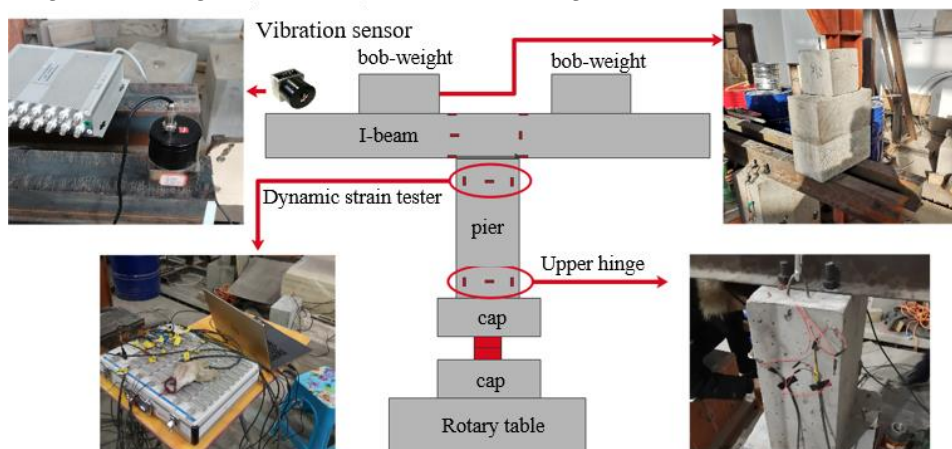 Vibration sensor
bob-weight
bob-weight
I-beam
Dynamic strain tester
pier
Upper hinge
cap
cap
Rotary table